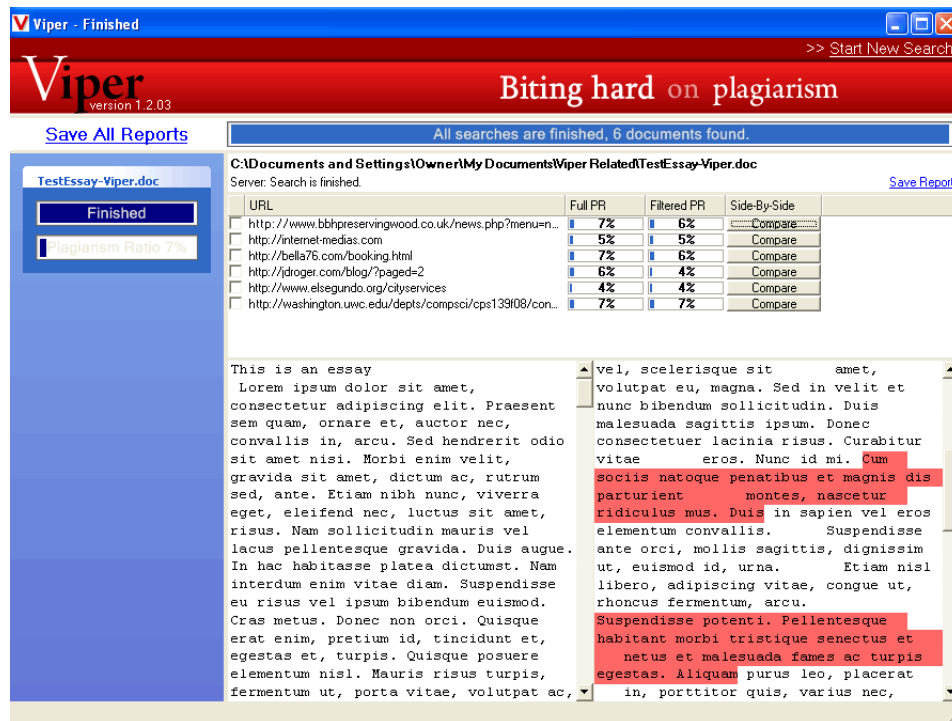 Viper - Finished
>> Start New Search
Viper
version 1.2.03
Biting hard on plagiarism
Save All Reports
All searches are finished, 6 documents found.
TestEssay-Viper.doc
Finished
Plagiarism Ratio 7%
C:\Documents and Settings\Owner\My Documents\Viper Related\TestEssay-Viper.doc
Server: Search is finished.
Save Report
URL Full PR Filtered PR Side-By-Side
http://www.bbhpreservingwood.co.uk/news.php?menu=n... 7% 6% Compare
http://internet-medias.com 5% 5% Compare
http://bella76.com/booking.html 7% 6% Compare
http://jdroger.com/blog/?paged=2 6% 4% Compare
http://www.elsegundo.org/cityservices 4% 4% Compare
http://washington.uwc.edu/depts/compsci/cps139f08/con... 7% 7% Compare
This is an essay
Lorem ipsum dolor sit amet,
consectetur adipiscing elit. Praesent
sem quam, ornare et, auctor nec,
convallis in, arcu. Sed hendrerit odio
sit amet nisi. Morbi enim velit,
gravida sit amet, dictum ac, rutrum
sed, ante. Etiam nibh nunc, viverra
eget, eleifend nec, luctus sit amet,
risus. Nam sollicitudin mauris vel
lacus pellentesque gravida. Duis augue.
In hac habitasse platea dictumst. Nam
interdum enim vitae diam. Suspendisse
eu risus vel ipsum bibendum euismod.
Cras metus. Donec non orci. Quisque
erat enim, pretium id, tincidunt et,
egestas et, turpis. Quisque posuere
elementum nisl. Mauris risus turpis,
fermentum ut, porta vitae, volutpat ac,
vel, scelerisque sit amet,
volutpat eu, magna. Sed in velit et
nunc bibendum sollicitudin. Duis
malesuada sagittis ipsum. Donec
consectetuer lacinia risus. Curabitur
vitae eros. Nunc id mi. Cum
sociis natoque penatibus et magnis dis
parturient montes, nascetur
ridiculus mus. Duis in sapien vel eros
elementum convallis. Suspendisse
ante orci, mollis sagittis, dignissim
ut, euismod id, urna. Etiam nisl
libero, adipiscing vitae, congue ut,
rhoncus fermentum, arcu.
Suspendisse potenti. Pellentesque
habitant morbi tristique senectus et
netus et malesuada fames ac turpis
egestas. Aliquam purus leo, placerat
in, porttitor quis, varius nec,